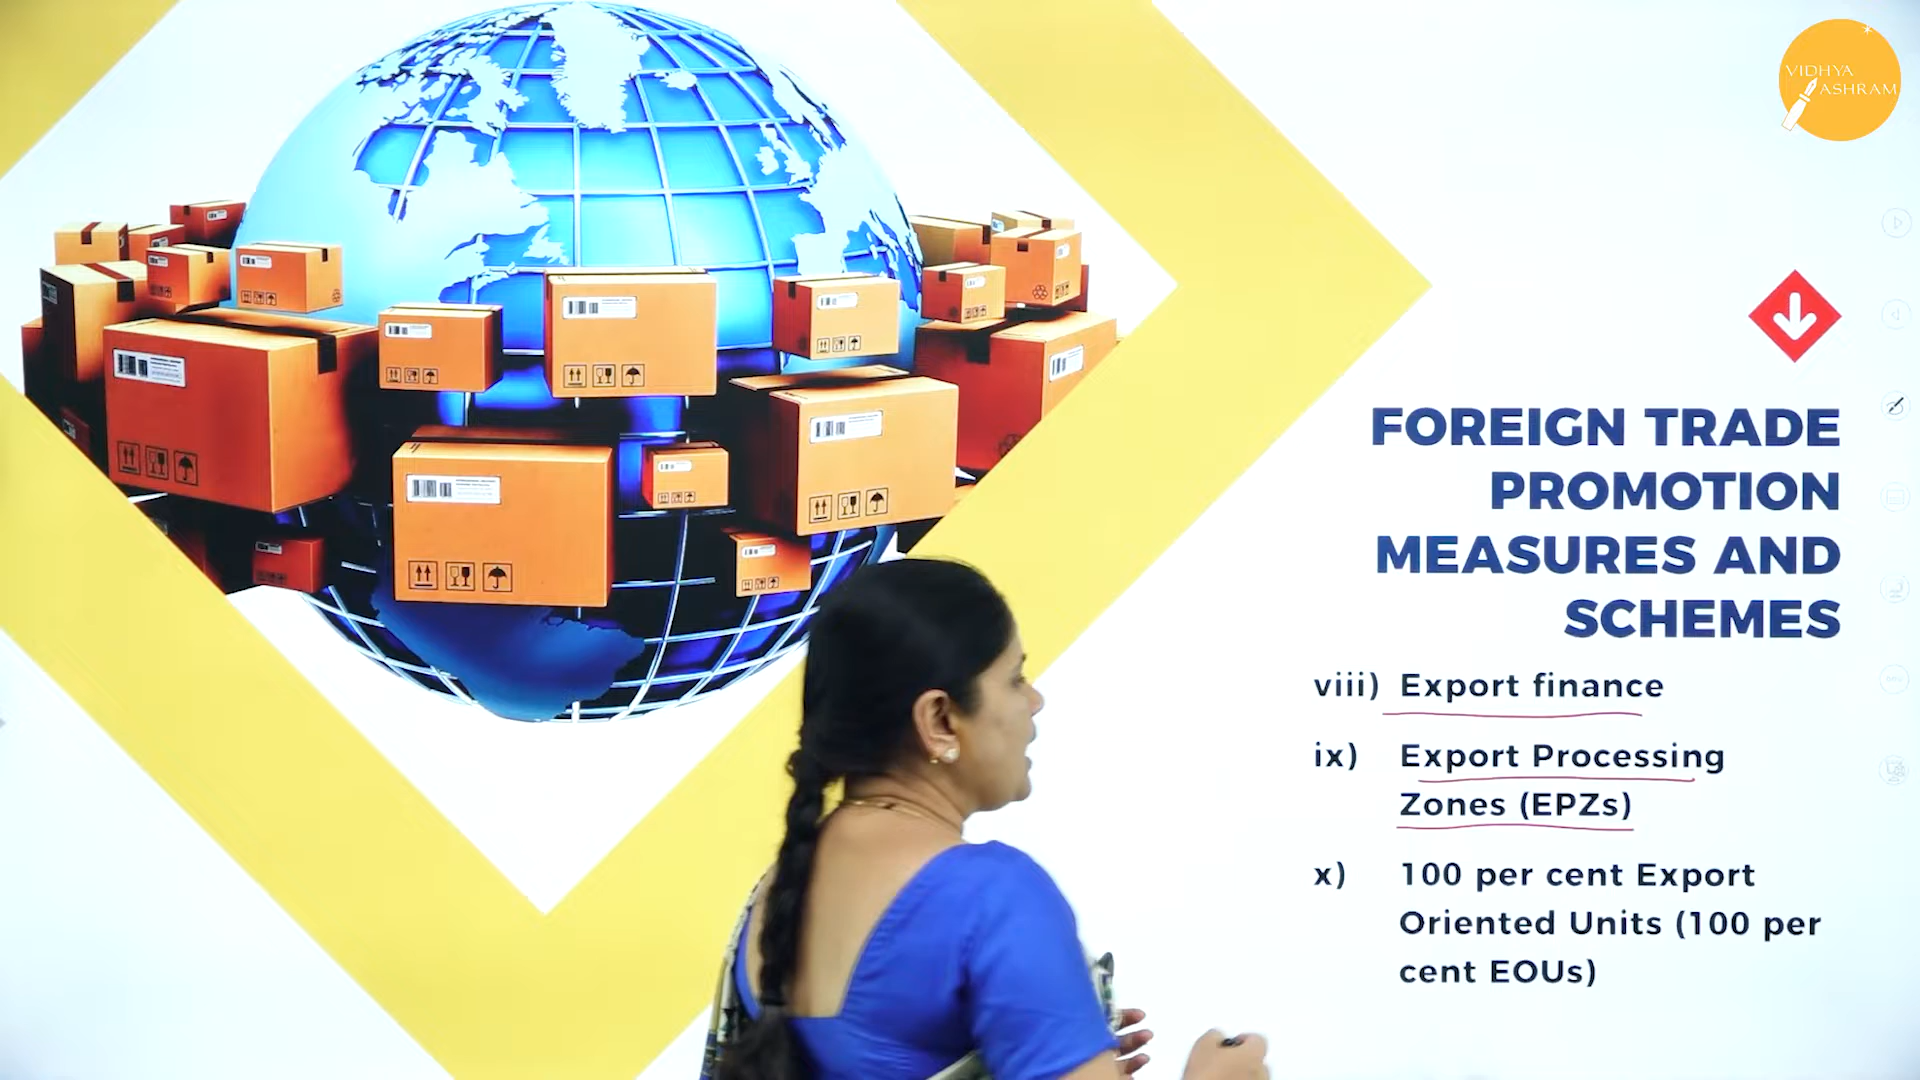 VIDHYA
ASHRAM
FOREIGN TRADE
PROMOTION
MEASURES AND
SCHEMES
viii) Export finance
ix) Export Processing
Zones (EPZs)
x) 100 per cent Export
Oriented Units (100 per
cent EOUs)